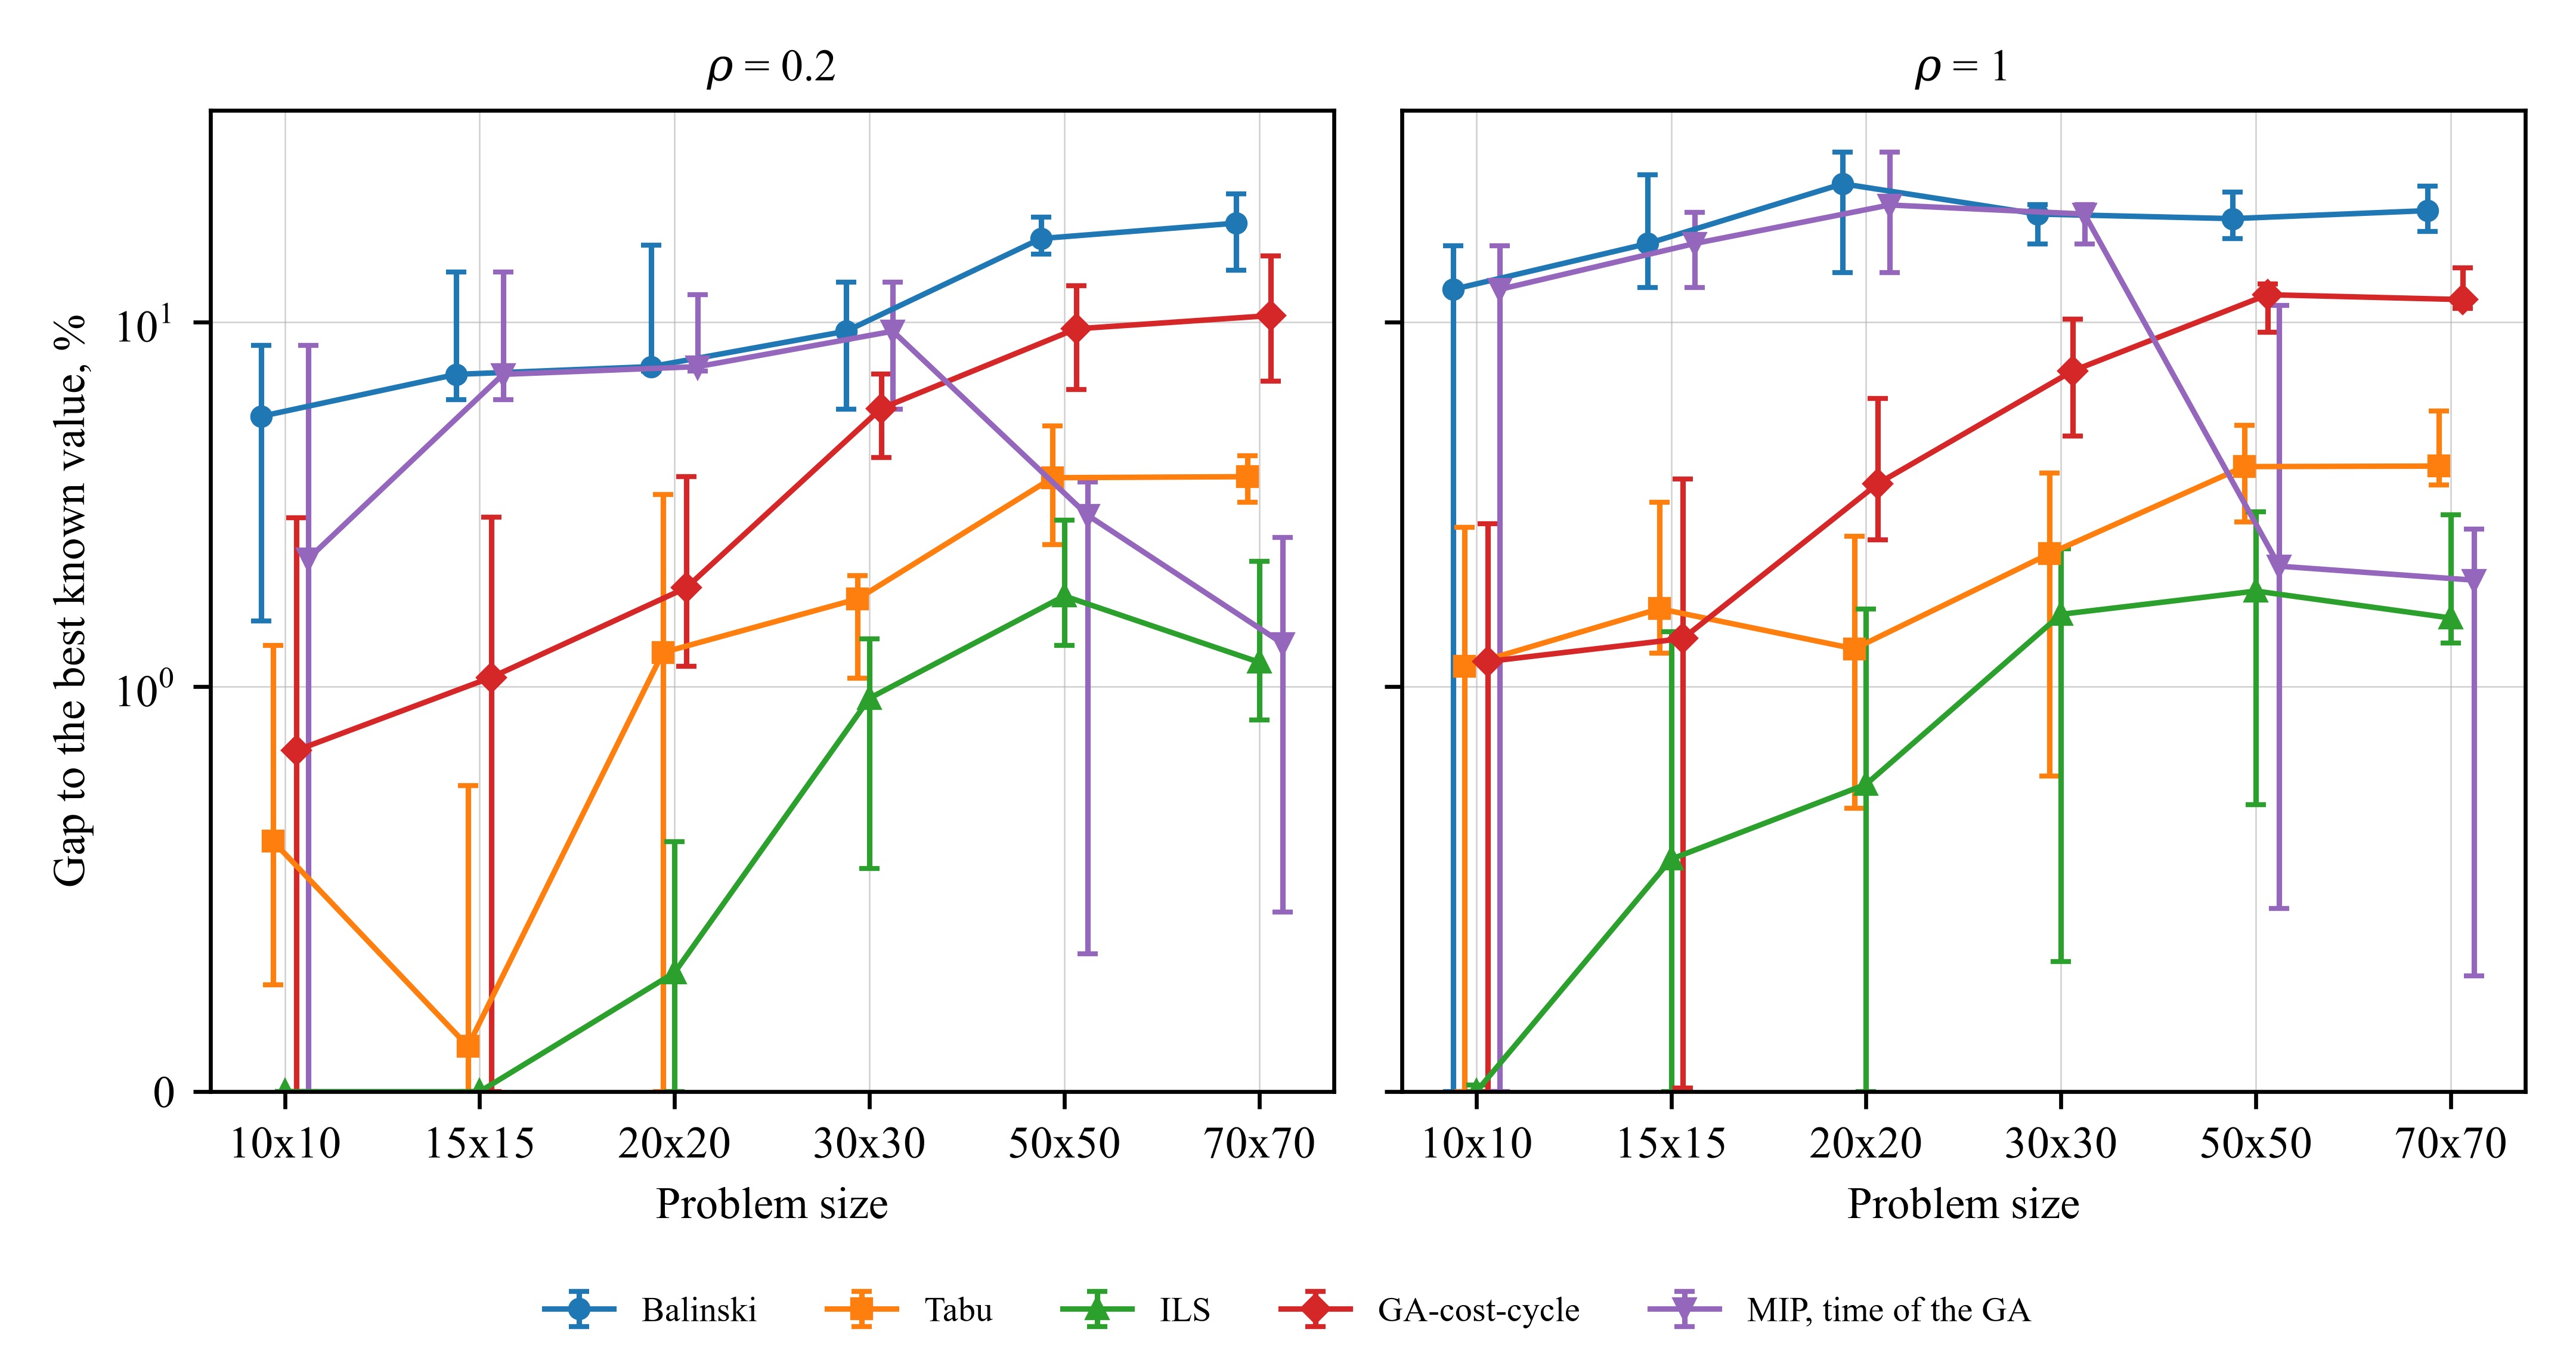 ρ = 0.2
ρ = 1
Gap to the best known value, %
10¹
10⁰
0
10x10 15x15 20x20 30x30 50x50 70x70
10x10 15x15 20x20 30x30 50x50 70x70
Problem size
Problem size
Balinski Tabu ILS GA-cost-cycle MIP, time of the GA